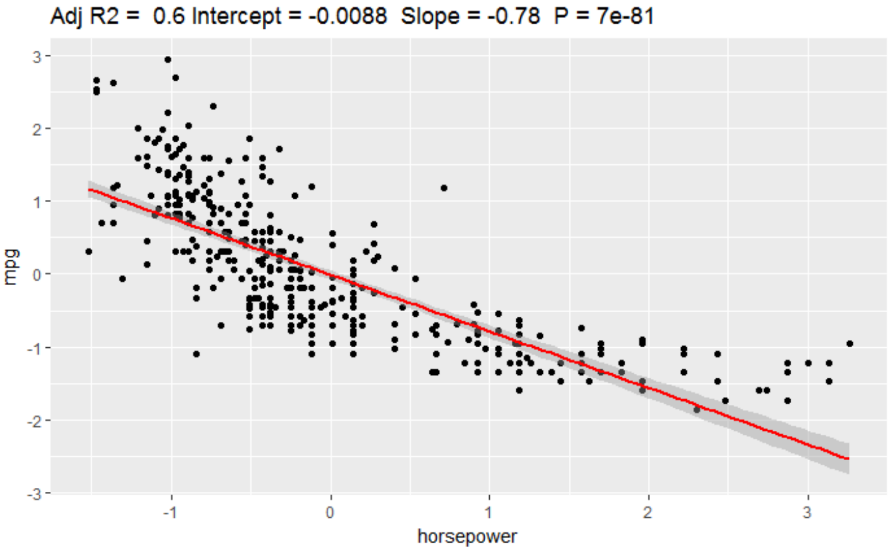 Adj R2 =  0.6 Intercept = -0.0088  Slope = -0.78  P = 7e-81
3
2
1
0
-1
-2
-3
mpg
-1 0 1 2 3
horsepower